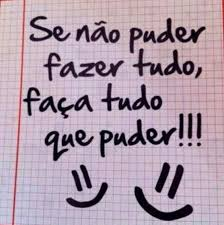 Se não puder
fazer tudo,
faça tudo
que puder!!!